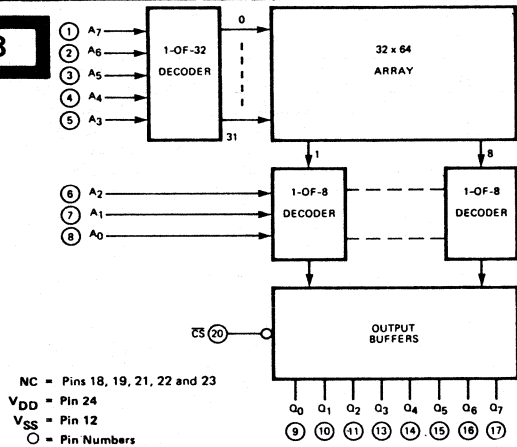 8
0
1 A7
2 A6
3 A5
4 A4
5 A3
1-OF-32
DECODER
32 x 64
ARRAY
31
1
8
6 A2
7 A1
8 A0
1-OF-8
DECODER
1-OF-8
DECODER
CS 20
OUTPUT
BUFFERS
Q0 Q1 Q2 Q3 Q4 Q5 Q6 Q7
9 10 11 13 14 15 16 17
NC = Pins 18, 19, 21, 22 and 23
VDD = Pin 24
VSS = Pin 12
O = Pin Numbers